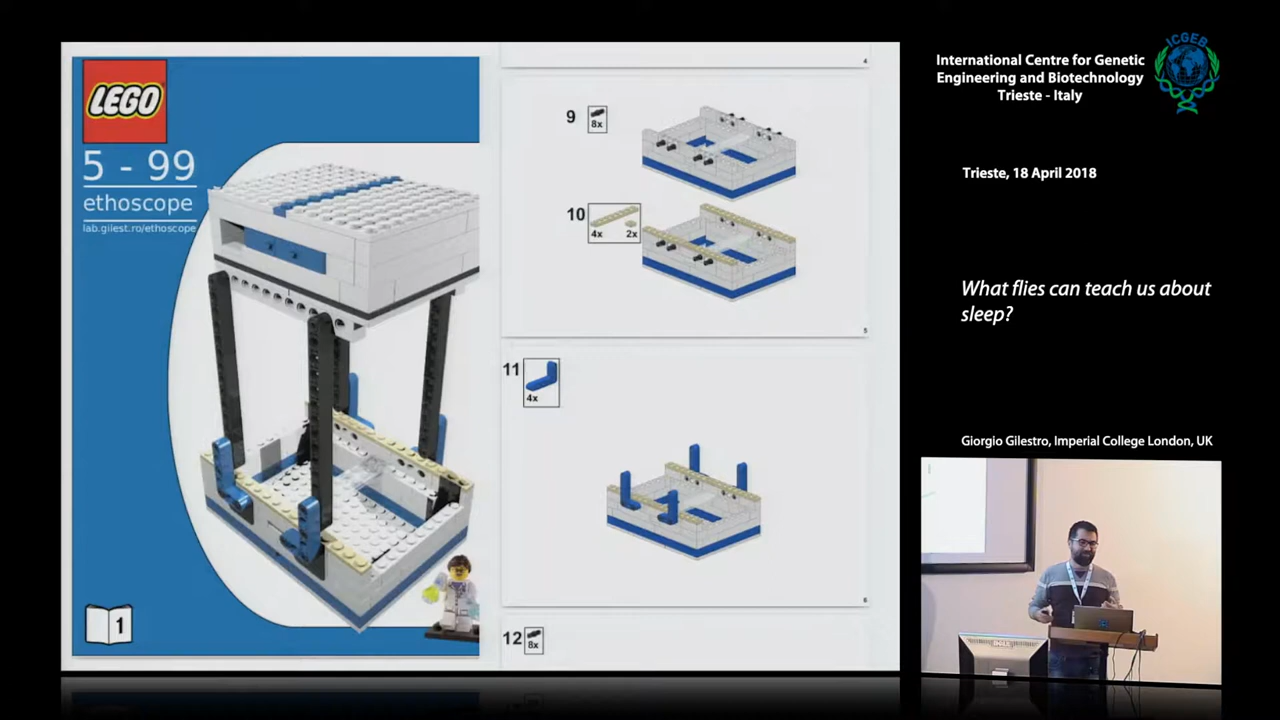 LEGO
5 - 99
ethoscope
lab.gilest.ro/ethoscope
1
4
9
8x
10
4x
2x
5
11
4x
6
12
8x
ICGEB
International Centre for Genetic
Engineering and Biotechnology
Trieste - Italy
Trieste, 18 April 2018
What flies can teach us about
sleep?
Giorgio Gilestro, Imperial College London, UK